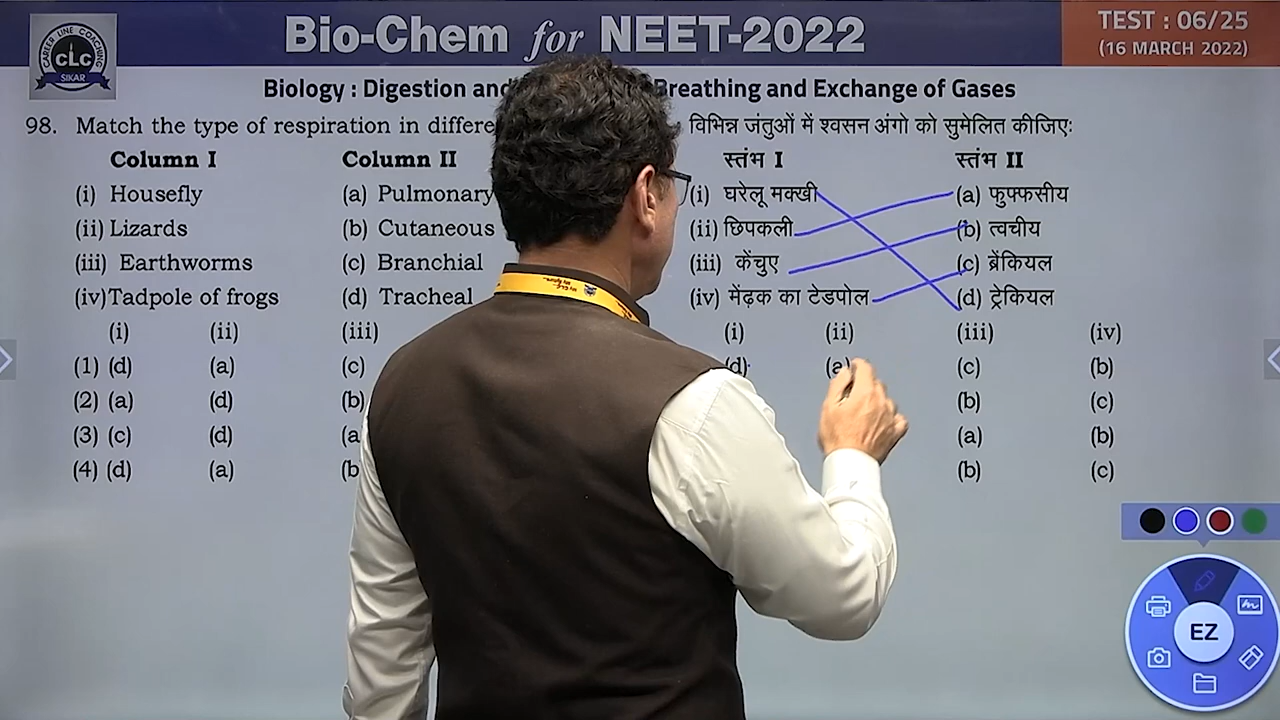 CAREER LINE COACHING
CLC
SIKAR
Bio-Chem for NEET-2022
TEST : 06/25
(16 MARCH 2022)
Biology : Digestion and Breathing and Exchange of Gases
98. Match the type of respiration in विभिन्न जंतुओं में श्वसन अंगो को सुमेलित कीजिए:
Column I Column II स्तंभ I स्तंभ II
(i) Housefly (a) Pulmonary (i) घरेलू मक्खी (a) फुफ्फसीय
(ii) Lizards (b) Cutaneous (ii) छिपकली (b) त्वचीय
(iii) Earthworms (c) Branchial (iii) केंचुए (c) ब्रेंकियल
(iv) Tadpole of frogs (d) Tracheal (iv) मेंढ़क का टेडपोल (d) ट्रेकियल
(i) (ii) (iii) (i) (ii) (iii) (iv)
(1) (d) (a) (c) (d) (a) (c) (b)
(2) (a) (d) (b) (b) (c)
(3) (c) (d) (a (a) (b)
(4) (d) (a) (b (b) (c)
EZ